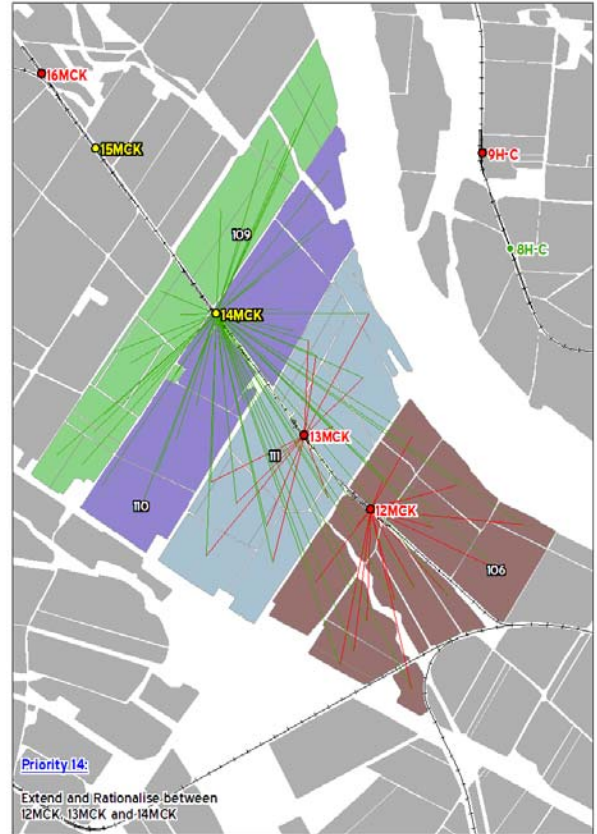 16MCK
15MCK
9H-C
109
8H-C
14MCK
13MCK
111
110
12MCK
106
Priority 14:
Extend and Rationalise between
12MCK, 13MCK and 14MCK